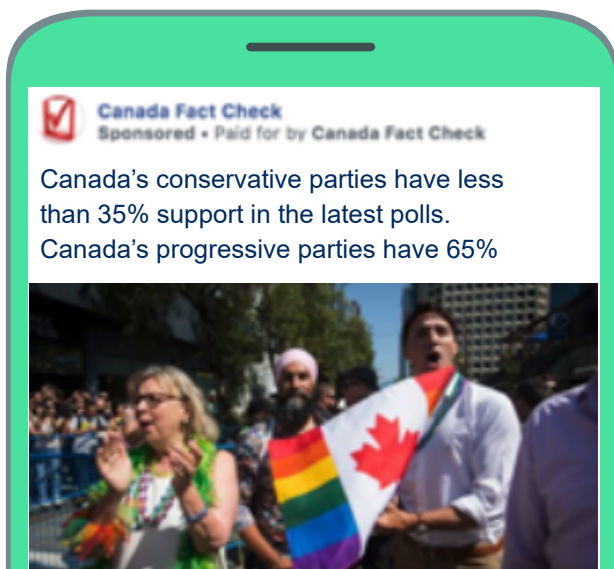 Canada Fact Check
Sponsored • Paid for by Canada Fact Check
Canada's conservative parties have less
than 35% support in the latest polls.
Canada's progressive parties have 65%